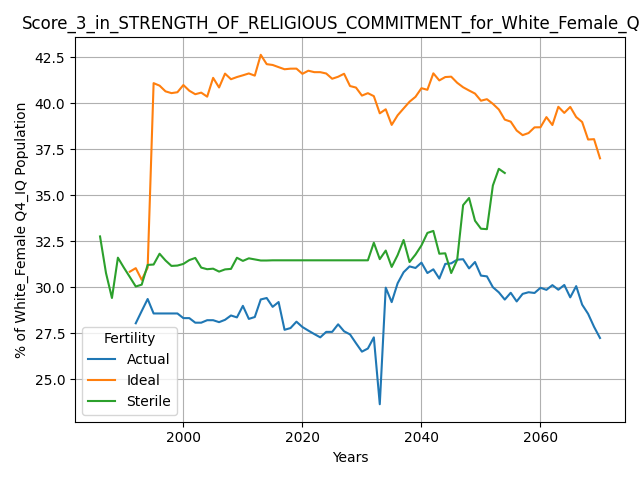 Score_3_in_STRENGTH_OF_RELIGIOUS_COMMITMENT_for_White_Female_Q
% of White_Female Q4_IQ Population
42.5
40.0
37.5
35.0
32.5
30.0
27.5
25.0
Fertility
Actual
Ideal
Sterile
2000
2020
2040
2060
Years